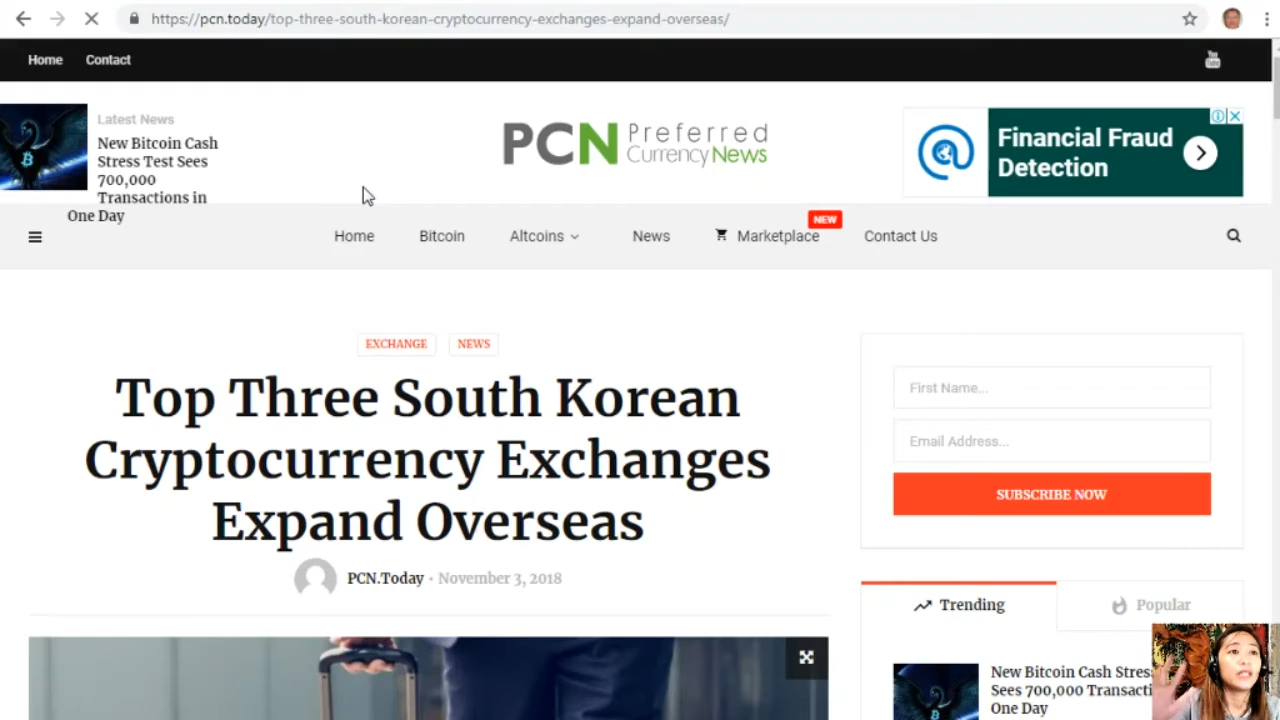 https://pcn.today/top-three-south-korean-cryptocurrency-exchanges-expand-overseas/
Home Contact
You
Tube
Latest News
New Bitcoin Cash
Stress Test Sees
700,000
Transactions in
One Day
PCN Preferred
Currency News
Financial Fraud
Detection
Home Bitcoin Altcoins News Marketplace NEW Contact Us
EXCHANGE NEWS
Top Three South Korean
Cryptocurrency Exchanges
Expand Overseas
PCN.Today · November 3, 2018
First Name...
Email Address...
SUBSCRIBE NOW
Trending Popular
New Bitcoin Cash Stres
Sees 700,000 Transacti
One Day